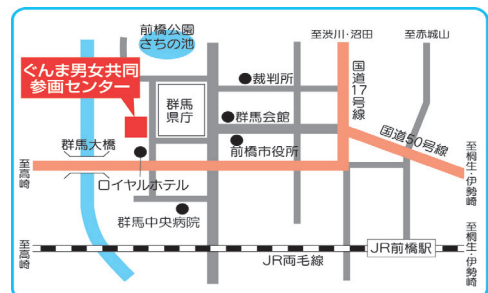 前橋公園
さちの池
至渋川・沼田
至赤城山
ぐんま男女共同
参画センター
裁判所
国道17号線
群馬
県庁
群馬会館
国道50号線
群馬大橋
前橋市役所
至高崎
至桐生・伊勢崎
ロイヤルホテル
群馬中央病院
至高崎
JR前橋駅
JR両毛線
至桐生・伊勢崎